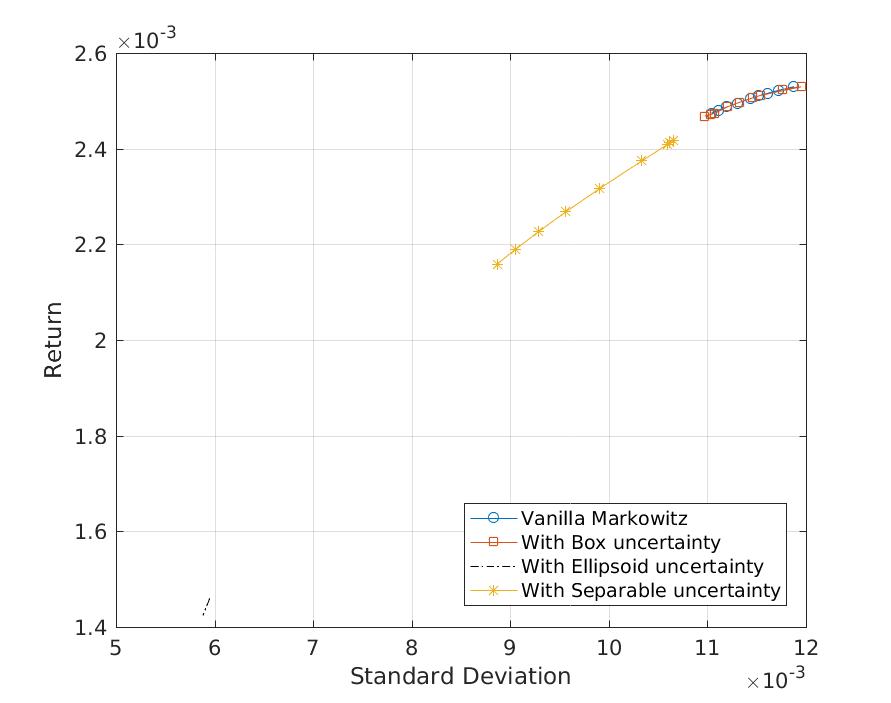 ×10-3
2.6
2.4
2.2
2
1.8
1.6
1.4
Return
Vanilla Markowitz
With Box uncertainty
With Ellipsoid uncertainty
With Separable uncertainty
5 6 7 8 9 10 11 12
Standard Deviation
×10-3